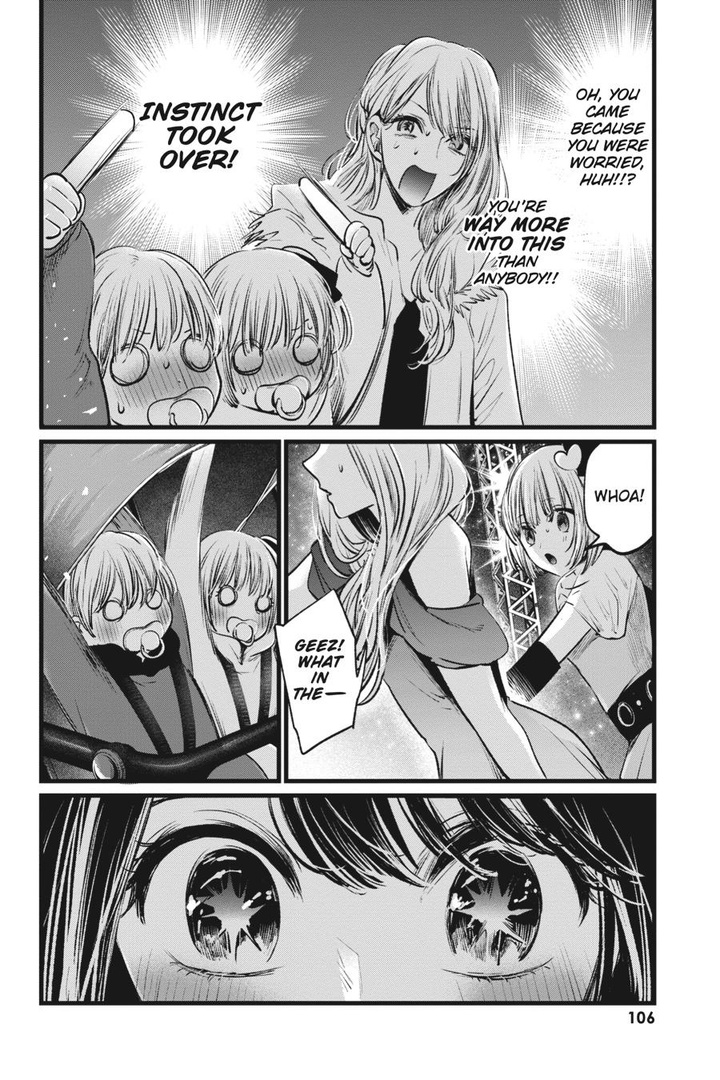 OH, YOU
CAME
BECAUSE
YOU WERE
WORRIED,
HUH!!?
YOU'RE
WAY MORE
INTO THIS
THAN
ANYBODY!!
INSTINCT
TOOK
OVER!
WHOA!
GEEZ!
WHAT
IN
THE—
106